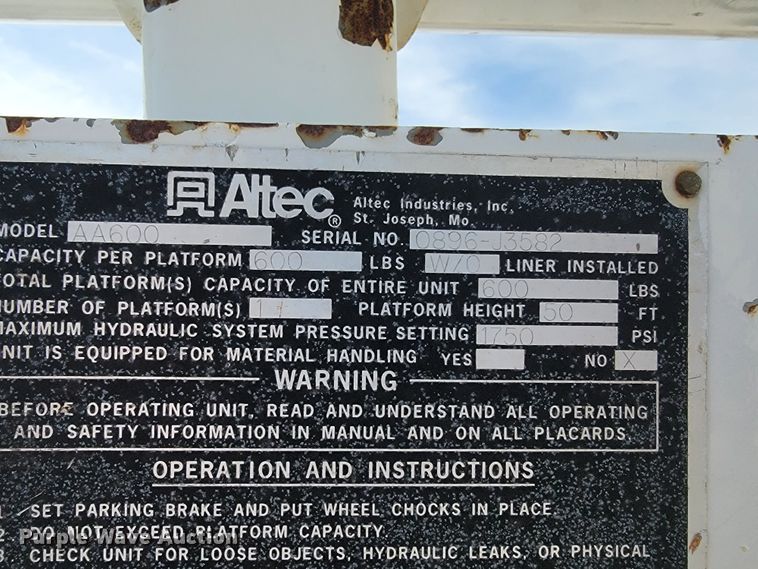 Altec ® Altec Industries, Inc.
St. Joseph, Mo.
MODEL AA600 SERIAL NO. 0896-J3582
CAPACITY PER PLATFORM 600 LBS W/O LINER INSTALLED
TOTAL PLATFORM(S) CAPACITY OF ENTIRE UNIT 600 LBS
NUMBER OF PLATFORM(S) 1 PLATFORM HEIGHT 50 FT
MAXIMUM HYDRAULIC SYSTEM PRESSURE SETTING 1750 PSI
UNIT IS EQUIPPED FOR MATERIAL HANDLING YES NO X
WARNING
BEFORE OPERATING UNIT, READ AND UNDERSTAND ALL OPERATING
AND SAFETY INFORMATION IN MANUAL AND ON ALL PLACARDS.
OPERATION AND INSTRUCTIONS
1 SET PARKING BRAKE AND PUT WHEEL CHOCKS IN PLACE.
2 DO NOT EXCEED PLATFORM CAPACITY.
3 CHECK UNIT FOR LOOSE OBJECTS, HYDRAULIC LEAKS, OR PHYSICAL
Purple Wave Auction